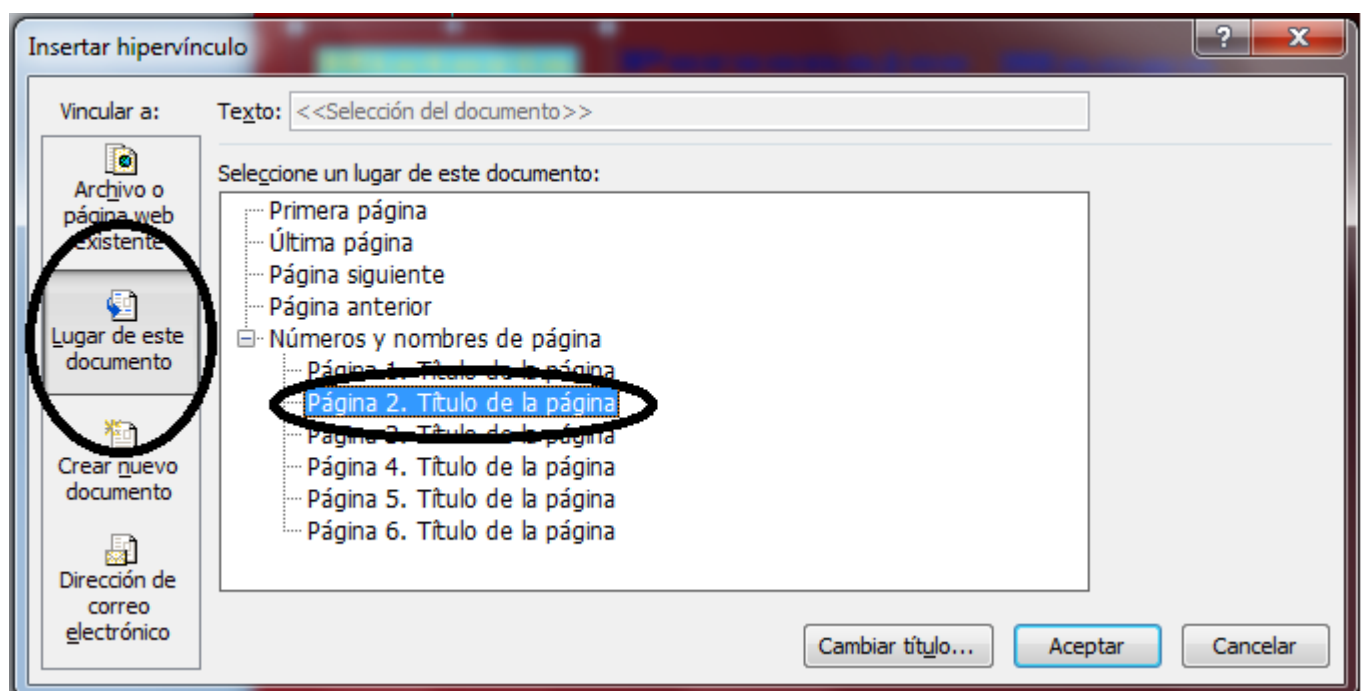 Insertar hipervínculo
Vincular a:
Texto: <<Selección del documento>>
Archivo o
página web
existente
Lugar de este
documento
Crear nuevo
documento
Dirección de
correo
electrónico
Seleccione un lugar de este documento:
Primera página
Última página
Página siguiente
Página anterior
Números y nombres de página
Página 1. Título de la página
Página 2. Título de la página
Página 3. Título de la página
Página 4. Título de la página
Página 5. Título de la página
Página 6. Título de la página
Cambiar título...
Aceptar
Cancelar